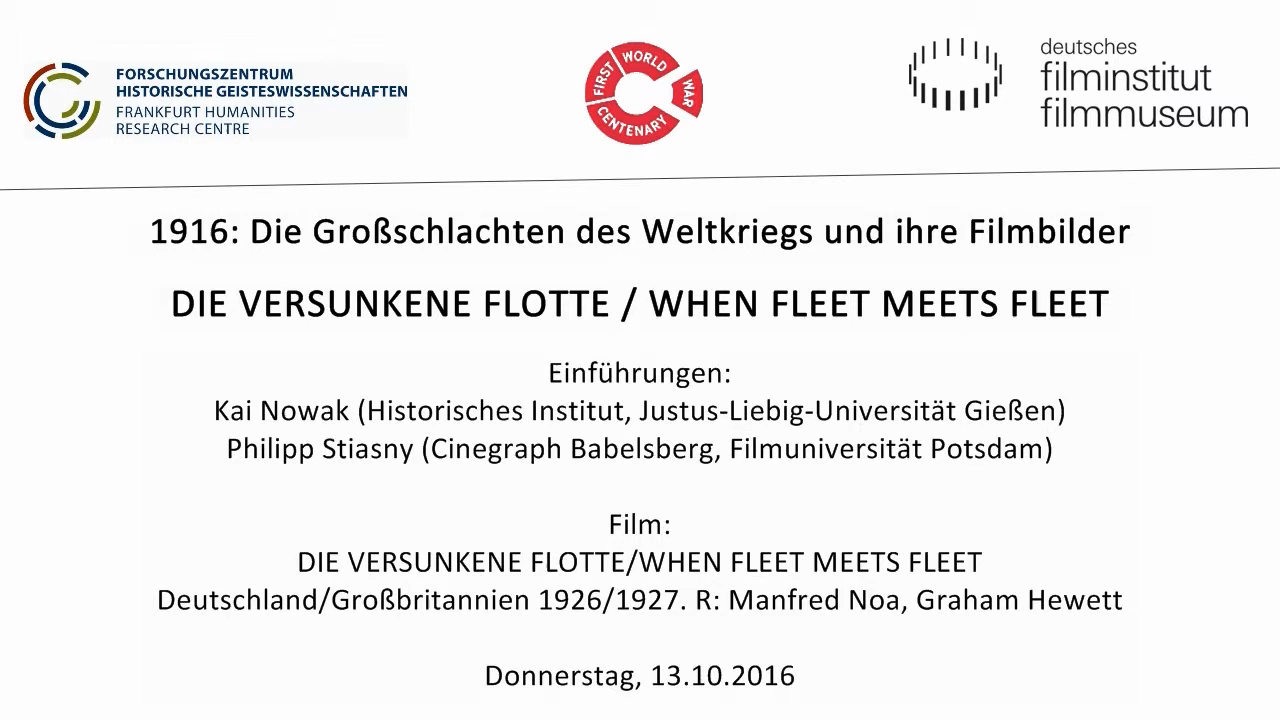 FORSCHUNGSZENTRUM
HISTORISCHE GEISTESWISSENSCHAFTEN
FRANKFURT HUMANITIES
RESEARCH CENTRE
FIRST WORLD WAR CENTENARY
deutsches
filminstitut
filmmuseum
1916: Die Großschlachten des Weltkriegs und ihre Filmbilder
DIE VERSUNKENE FLOTTE / WHEN FLEET MEETS FLEET
Einführungen:
Kai Nowak (Historisches Institut, Justus-Liebig-Universität Gießen)
Philipp Stiasny (Cinegraph Babelsberg, Filmuniversität Potsdam)
Film:
DIE VERSUNKENE FLOTTE/WHEN FLEET MEETS FLEET
Deutschland/Großbritannien 1926/1927. R: Manfred Noa, Graham Hewett
Donnerstag, 13.10.2016